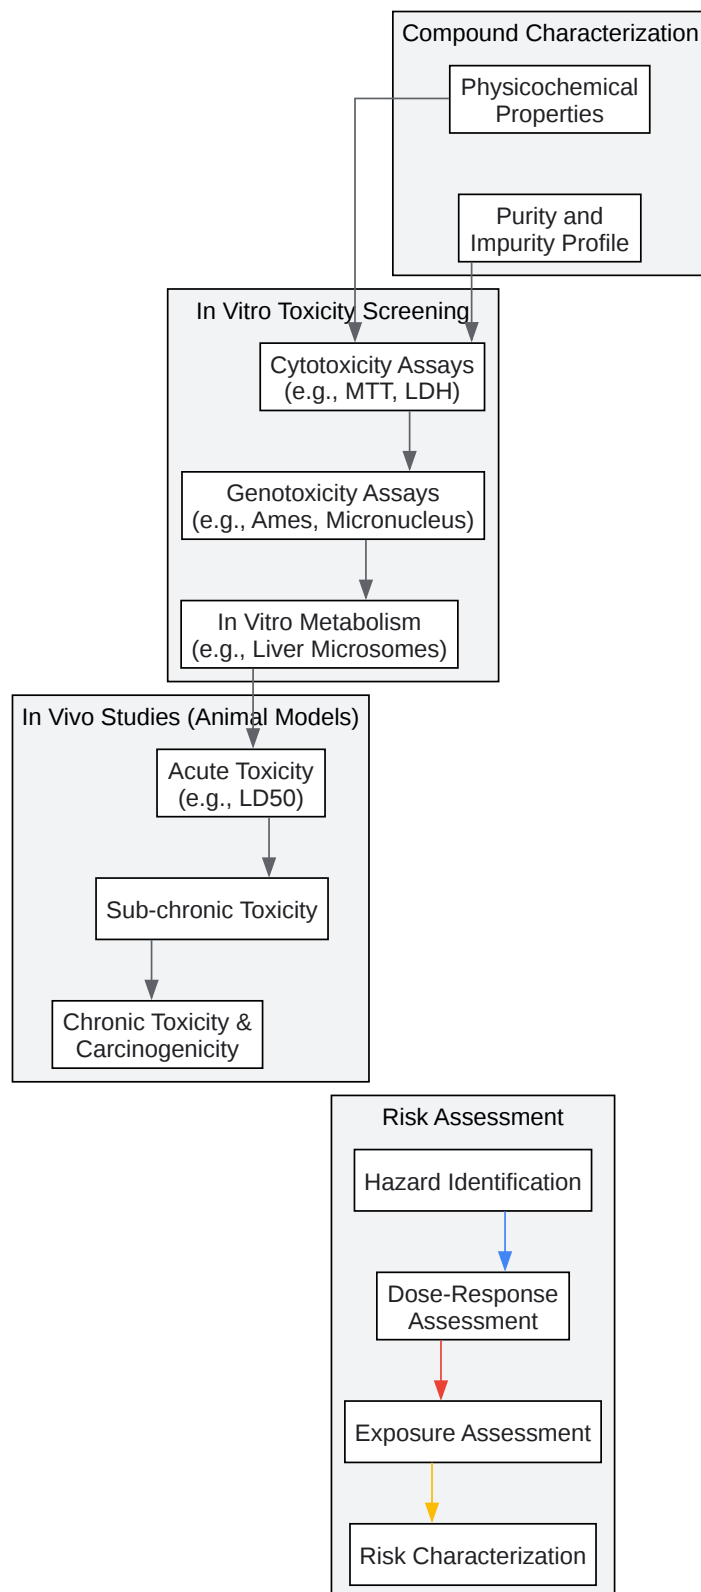 Compound Characterization
Physicochemical
Properties
Purity and
Impurity Profile
In Vitro Toxicity Screening
Cytotoxicity Assays
(e.g., MTT, LDH)
Genotoxicity Assays
(e.g., Ames, Micronucleus)
In Vitro Metabolism
(e.g., Liver Microsomes)
In Vivo Studies (Animal Models)
Acute Toxicity
(e.g., LD50)
Sub-chronic Toxicity
Chronic Toxicity &
Carcinogenicity
Risk Assessment
Hazard Identification
Dose-Response
Assessment
Exposure Assessment
Risk Characterization